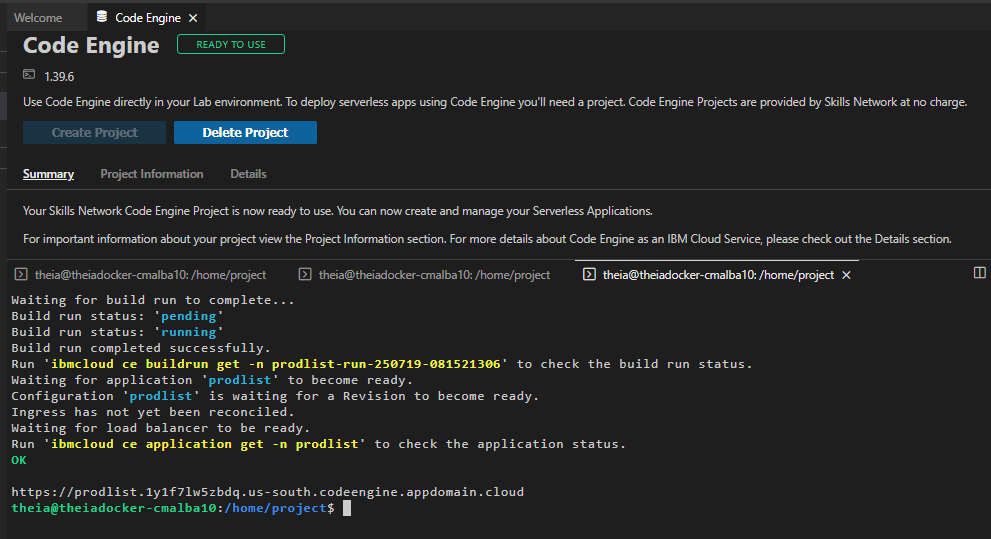 Welcome
Code Engine
Code Engine
READY TO USE
1.39.6
Use Code Engine directly in your Lab environment. To deploy serverless apps using Code Engine you'll need a project. Code Engine Projects are provided by Skills Network at no charge.
Create Project
Delete Project
Summary
Project Information
Details
Your Skills Network Code Engine Project is now ready to use. You can now create and manage your Serverless Applications.
For important information about your project view the Project Information section. For more details about Code Engine as an IBM Cloud Service, please check out the Details section.
theia@theiadocker-cmalba10: /home/project
theia@theiadocker-cmalba10: /home/project
theia@theiadocker-cmalba10: /home/project
Waiting for build run to complete...
Build run status: 'pending'
Build run status: 'running'
Build run completed successfully.
Run 'ibmcloud ce buildrun get -n prodlist-run-250719-081521306' to check the build run status.
Waiting for application 'prodlist' to become ready.
Configuration 'prodlist' is waiting for a Revision to become ready.
Ingress has not yet been reconciled.
Waiting for load balancer to be ready.
Run 'ibmcloud ce application get -n prodlist' to check the application status.
OK
https://prodlist.1y1f7lw5zbdq.us-south.codeengine.appdomain.cloud
theia@theiadocker-cmalba10:/home/project$